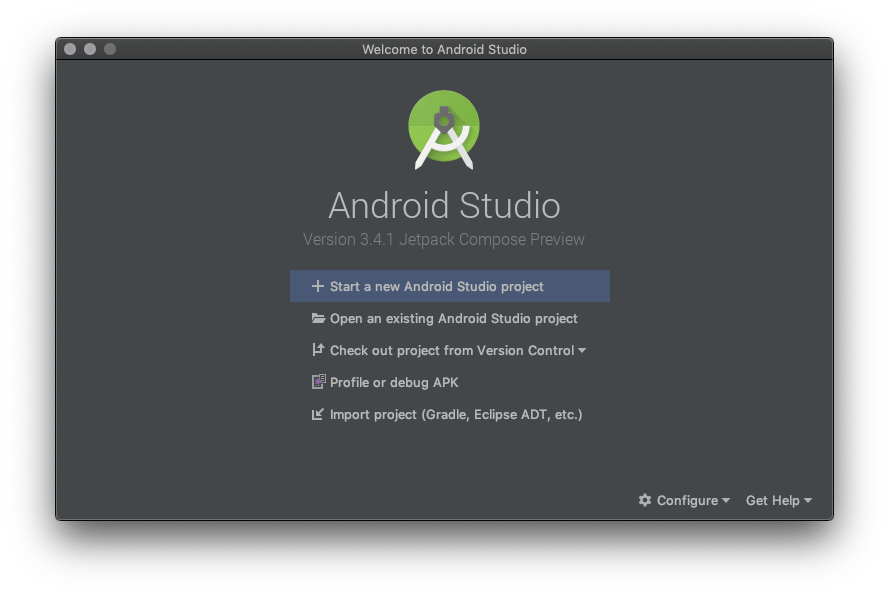 Welcome to Android Studio
Android Studio
Version 3.4.1 Jetpack Compose Preview
Start a new Android Studio project
Open an existing Android Studio project
Check out project from Version Control
Profile or debug APK
Import project (Gradle, Eclipse ADT, etc.)
Configure Get Help